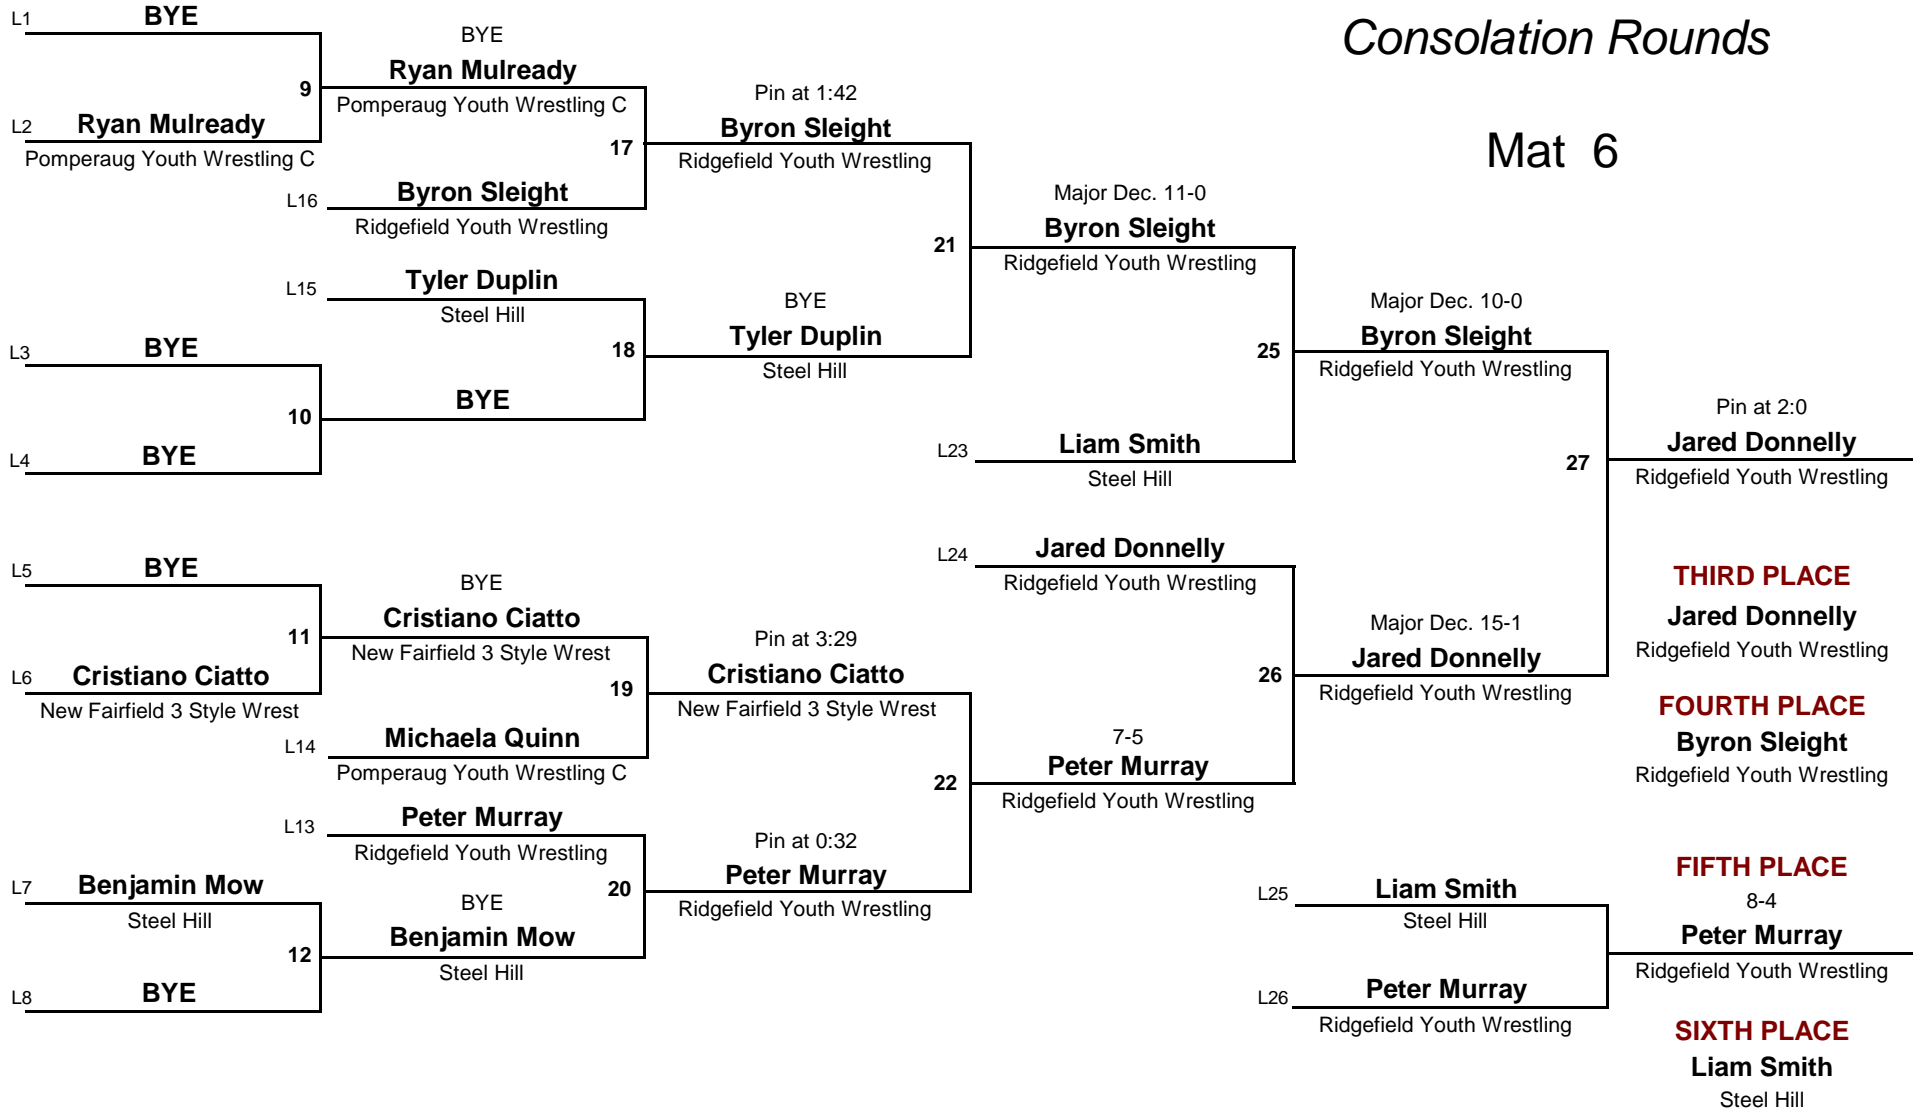 Consolation Rounds
Mat 6
L1 BYE
9
L2 Ryan Mulready
Pomperaug Youth Wrestling C
BYE
Ryan Mulready
Pomperaug Youth Wrestling C
17
L16 Byron Sleight
Ridgefield Youth Wrestling
L15 Tyler Duplin
Steel Hill
18
L3 BYE
10
BYE
L4 BYE
L5 BYE
11
L6 Cristiano Ciatto
New Fairfield 3 Style Wrest
BYE
Cristiano Ciatto
New Fairfield 3 Style Wrest
19
L14 Michaela Quinn
Pomperaug Youth Wrestling C
L13 Peter Murray
Ridgefield Youth Wrestling
20
L7 Benjamin Mow
Steel Hill
12
L8 BYE
BYE
Benjamin Mow
Steel Hill
Pin at 1:42
Byron Sleight
Ridgefield Youth Wrestling
21
BYE
Tyler Duplin
Steel Hill
Pin at 3:29
Cristiano Ciatto
New Fairfield 3 Style Wrest
22
Pin at 0:32
Peter Murray
Ridgefield Youth Wrestling
Major Dec. 11-0
Byron Sleight
Ridgefield Youth Wrestling
25
L23 Liam Smith
Steel Hill
L24 Jared Donnelly
Ridgefield Youth Wrestling
26
7-5
Peter Murray
Ridgefield Youth Wrestling
Major Dec. 10-0
Byron Sleight
Ridgefield Youth Wrestling
27
Major Dec. 15-1
Jared Donnelly
Ridgefield Youth Wrestling
Pin at 2:0
Jared Donnelly
Ridgefield Youth Wrestling
THIRD PLACE
Jared Donnelly
Ridgefield Youth Wrestling
FOURTH PLACE
Byron Sleight
Ridgefield Youth Wrestling
L25 Liam Smith
Steel Hill
L26 Peter Murray
Ridgefield Youth Wrestling
FIFTH PLACE
8-4
Peter Murray
Ridgefield Youth Wrestling
SIXTH PLACE
Liam Smith
Steel Hill